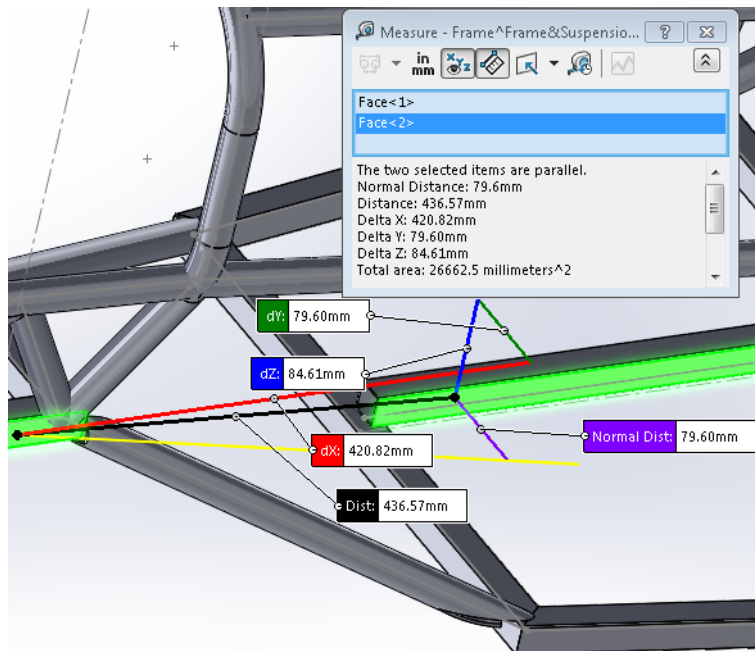 Measure - Frame^Frame&Suspensio...
in
mm
XYZ
Face<1>
Face<2>
The two selected items are parallel.
Normal Distance: 79.6mm
Distance: 436.57mm
Delta X: 420.82mm
Delta Y: 79.60mm
Delta Z: 84.61mm
Total area: 26662.5 millimeters^2
dY: 79.60mm
dZ: 84.61mm
Normal Dist: 79.60mm
dX: 420.82mm
Dist: 436.57mm